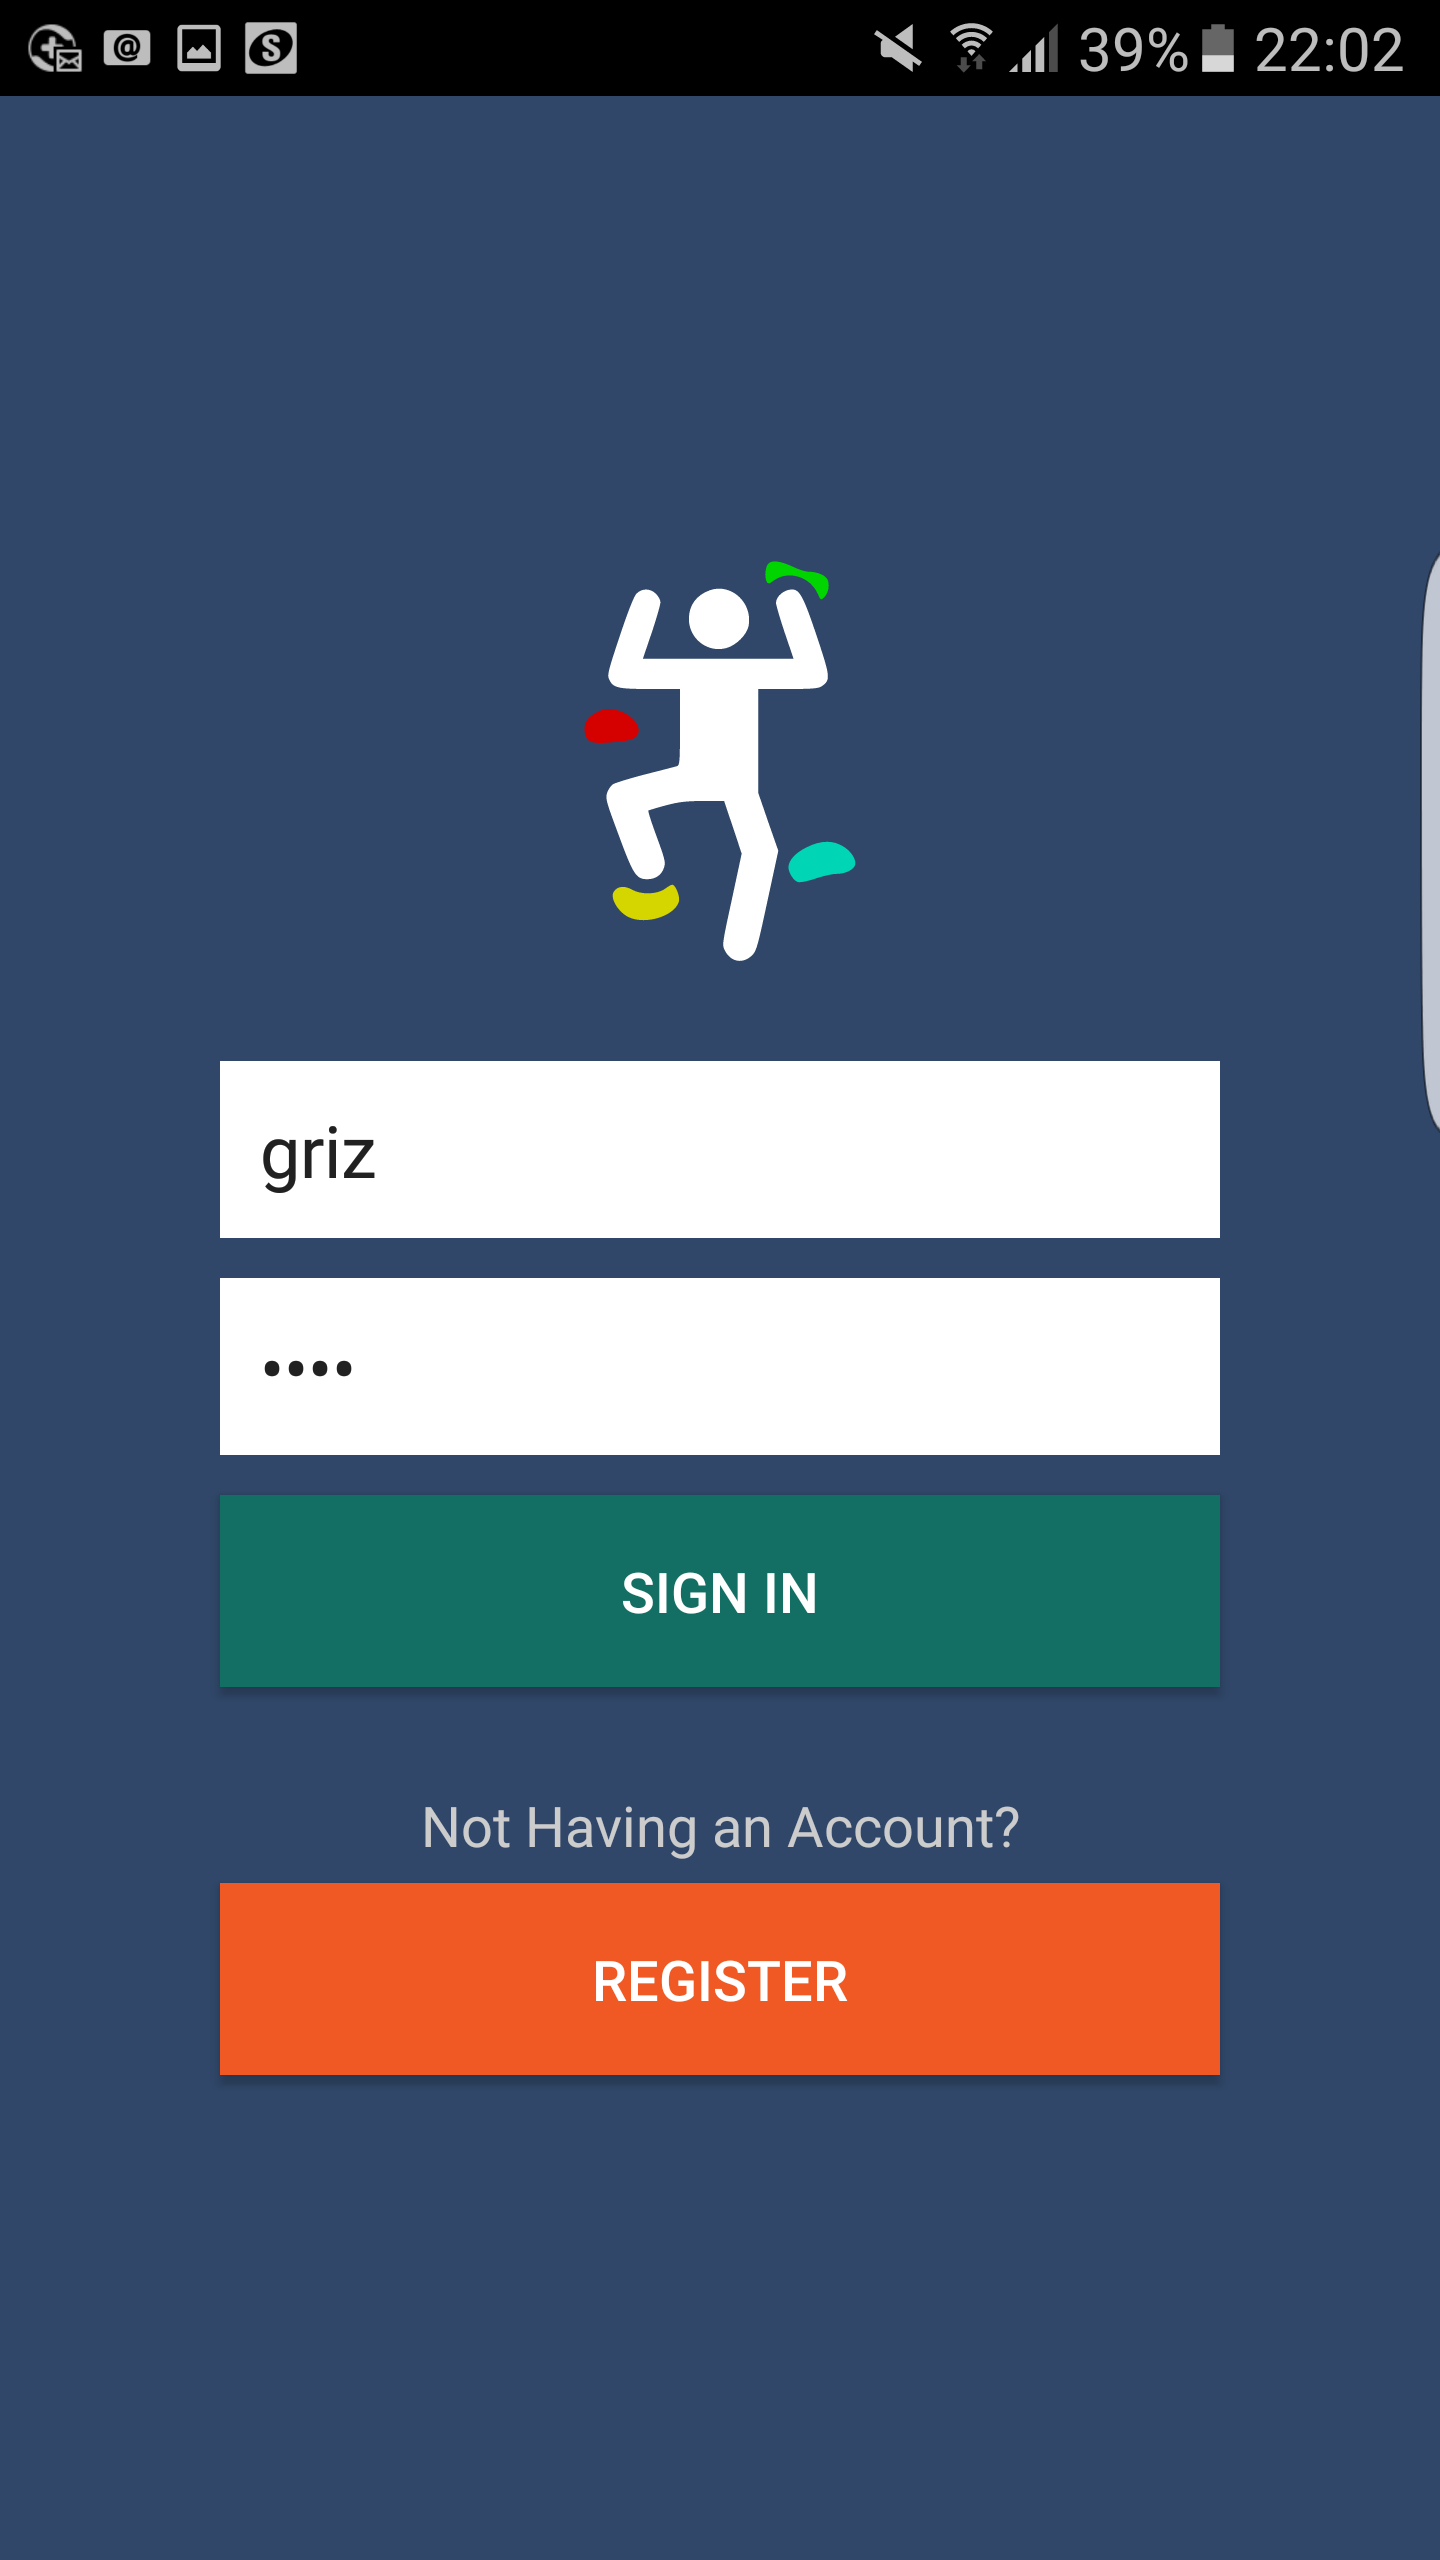 39% 22:02
griz
••••
SIGN IN
Not Having an Account?
REGISTER